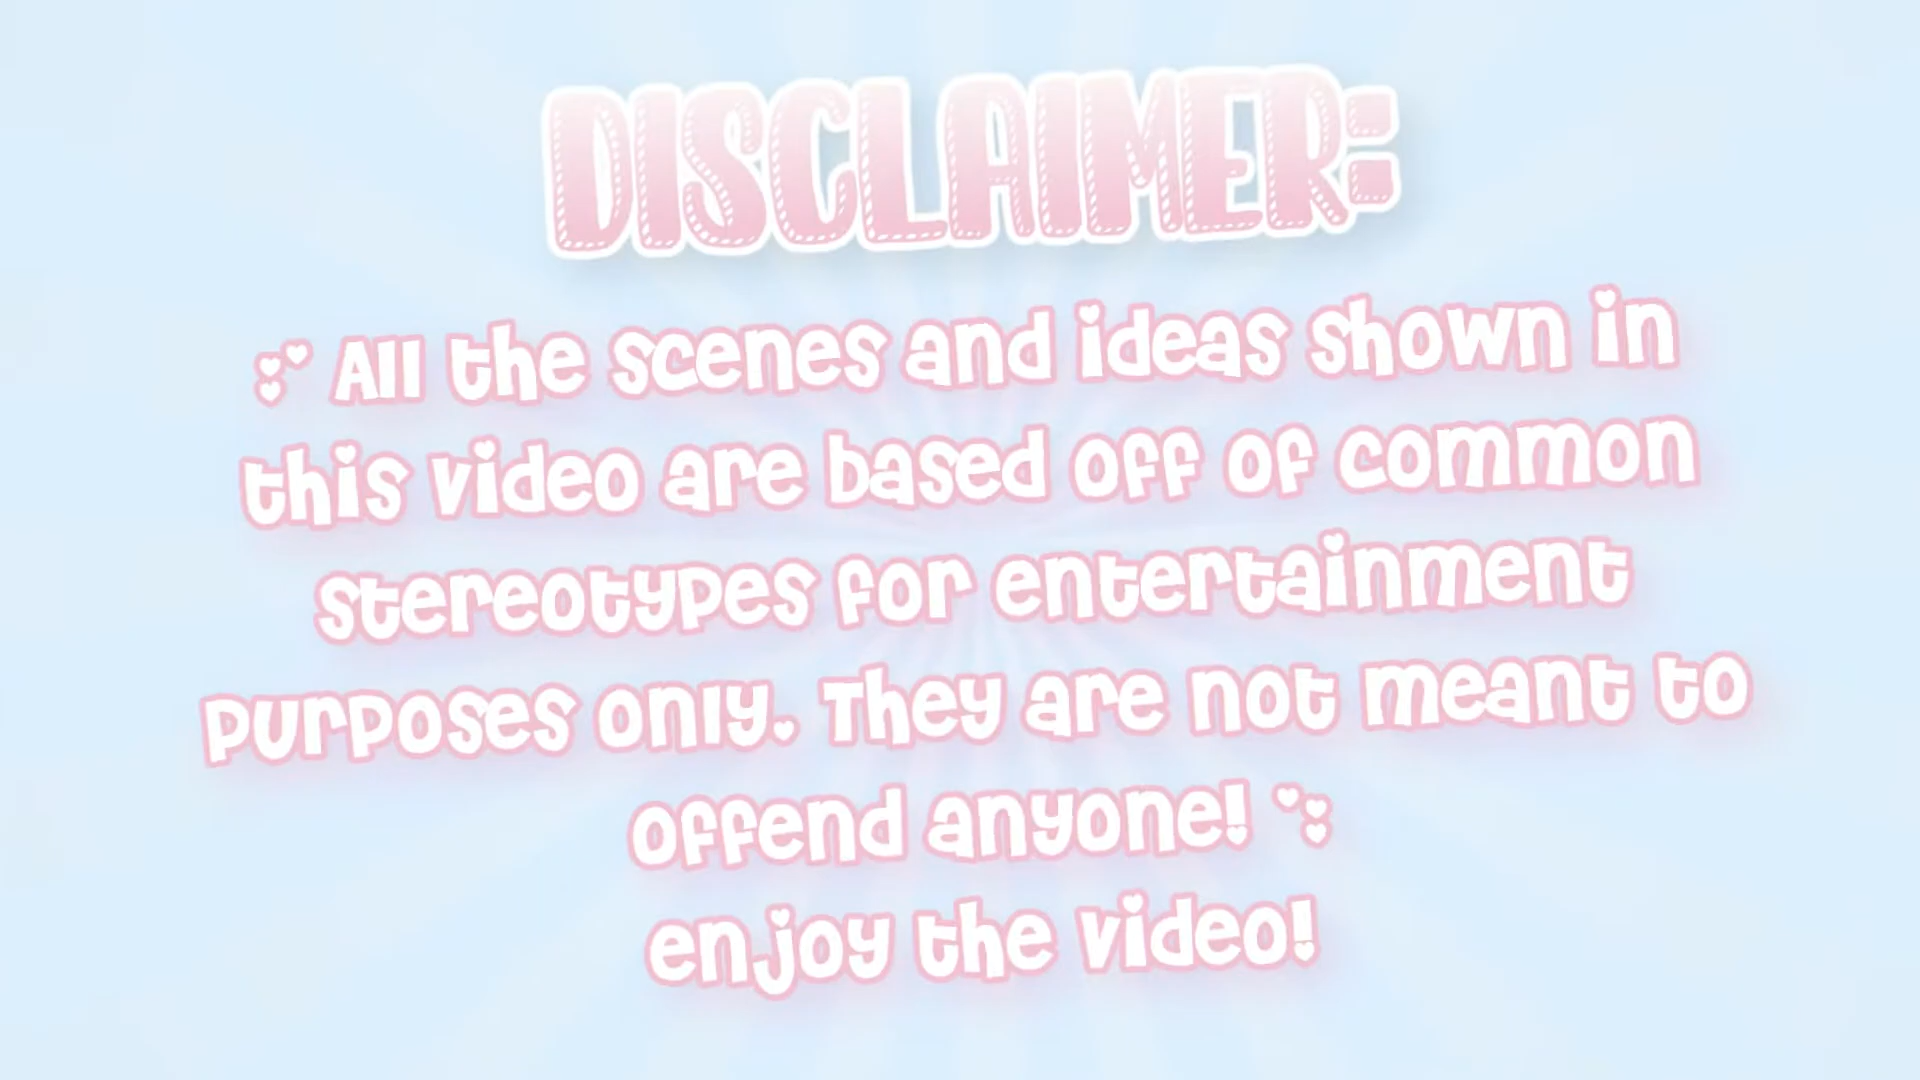 DISCLAIMER:
All the scenes and ideas shown in
this video are based off of common
stereotypes for entertainment
purposes only. They are not meant to
offend anyone!
enjoy the video!